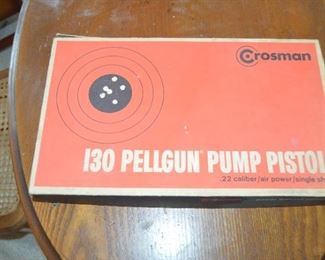 Crosman
130 PELLGUN PUMP PISTOL
.22 caliber/air power/single sh